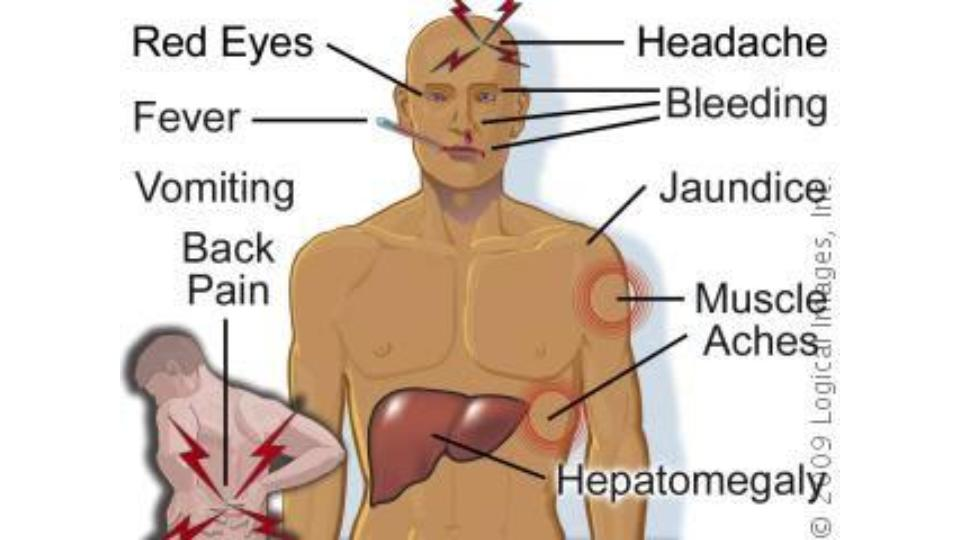 Red Eyes
Headache
Fever
Bleeding
Vomiting
Jaundice
Back
Pain
Muscle
Aches
Hepatomegaly
© 2009 Logical Images, Inc.